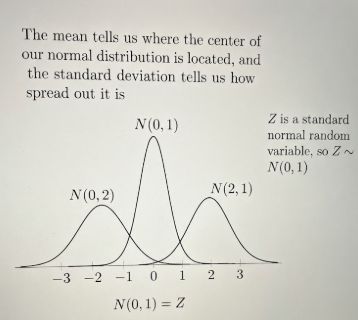 The mean tells us where the center of
our normal distribution is located, and
the standard deviation tells us how
spread out it is
N(0, 1)
Z is a standard
normal random
variable, so Z ~
N(0, 1)
N(0, 2)
N(2, 1)
−3 −2 −1 0 1 2 3
N(0, 1) = Z